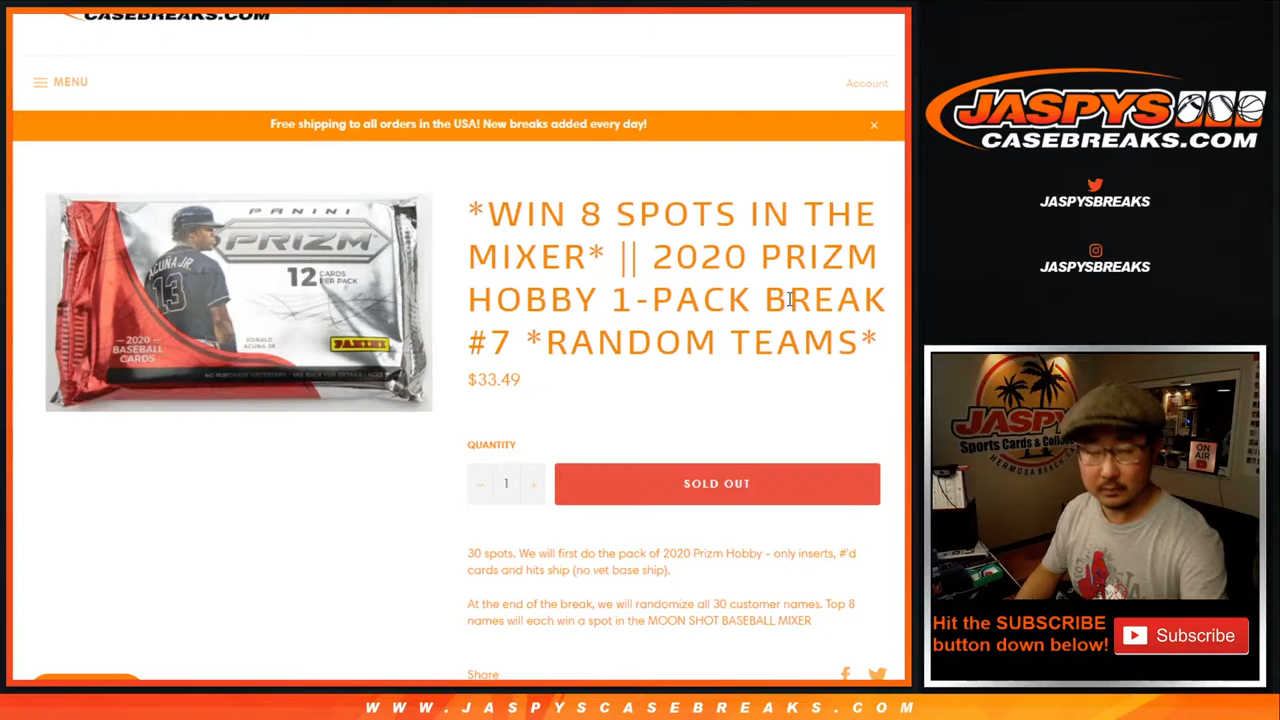 CASEBREAKS.COM
MENU
Account
Free shipping to all orders in the USA! New breaks added every day!
×
PANINI
PRIZM
12 CARDS PER PACK
ACUÑA JR.
13
2020 BASEBALL CARDS
RONALD ACUNA JR
PANINI
*WIN 8 SPOTS IN THE
MIXER* || 2020 PRIZM
HOBBY 1-PACK BREAK
#7 *RANDOM TEAMS*
$33.49
QUANTITY
− 1 +
SOLD OUT
30 spots. We will first do the pack of 2020 Prizm Hobby - only inserts, #'d
cards and hits ship (no vet base ship).
At the end of the break, we will randomize all 30 customer names. Top 8
names will each win a spot in the MOON SHOT BASEBALL MIXER
Share
JASPYS
CASEBREAKS.COM
JASPYSBREAKS
JASPYSBREAKS
JASPYS
Sports Cards & Colle
HERMOSA BEACH
ON AIR
Hit the SUBSCRIBE
button down below!
Subscribe
WWW.JASPYSCASEBREAKS.COM